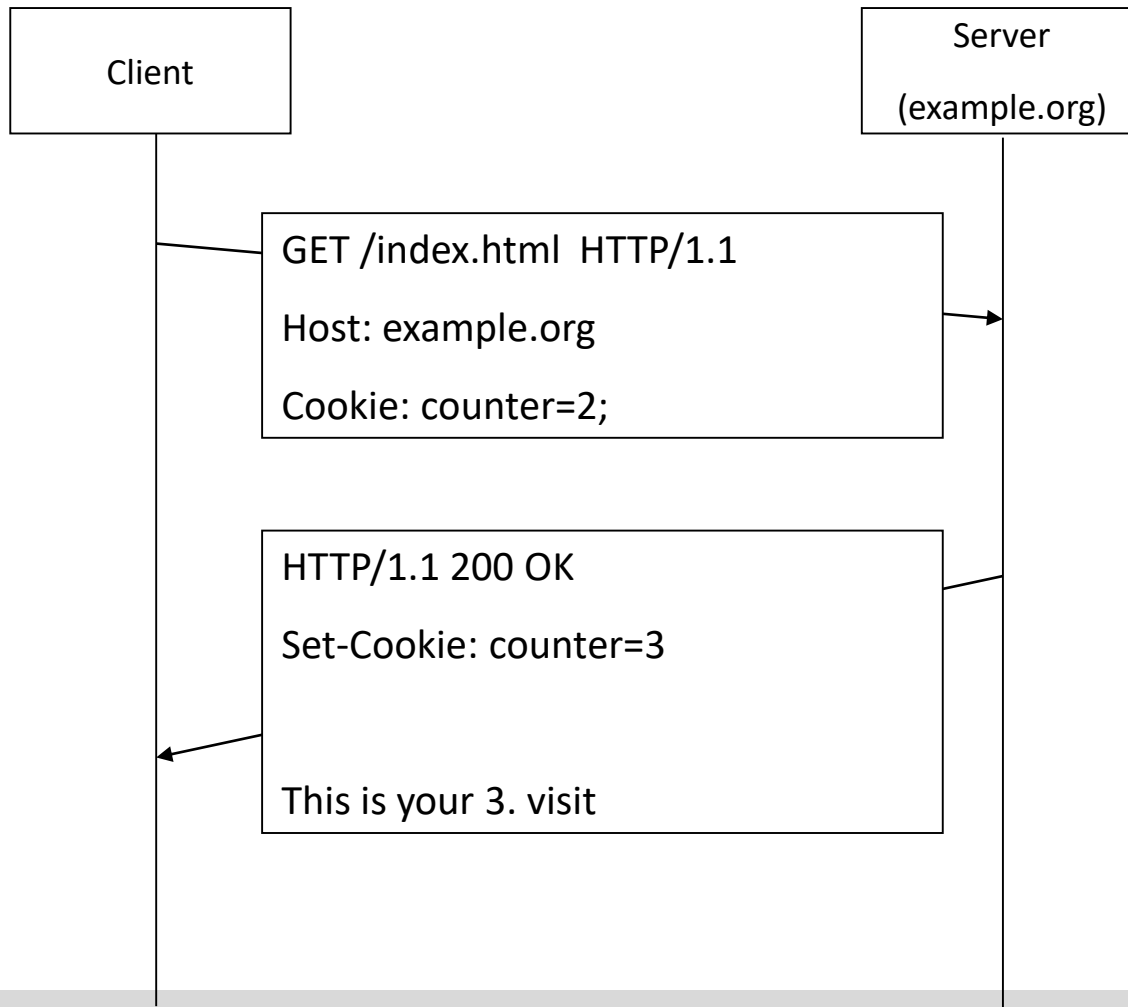 Client
Server
(example.org)
GET /index.html  HTTP/1.1
Host: example.org
Cookie: counter=2;
HTTP/1.1 200 OK
Set-Cookie: counter=3
This is your 3. visit